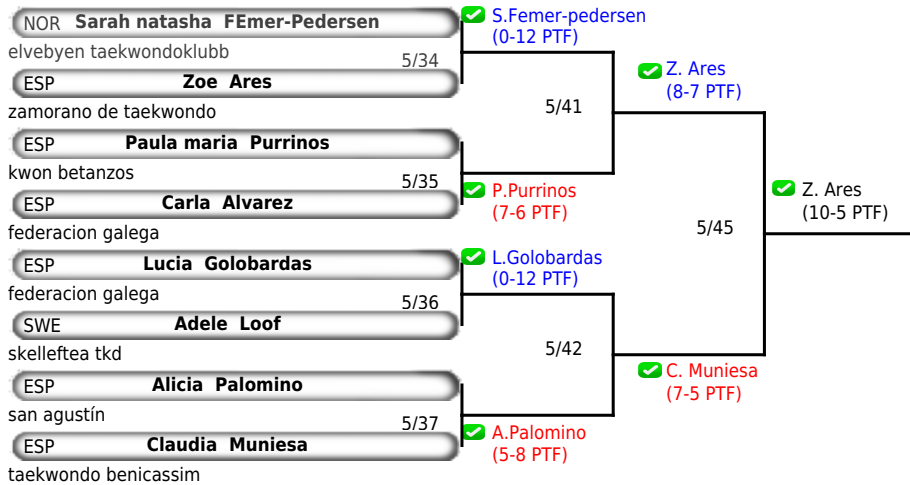 NOR Sarah natasha FEmer-Pedersen
elvebyen taekwondoklubb
5/34
ESP Zoe Ares
zamorano de taekwondo
ESP Paula maria Purrinos
kwon betanzos
5/35
ESP Carla Alvarez
federacion galega
ESP Lucia Golobardas
federacion galega
5/36
SWE Adele Loof
skelleftea tkd
ESP Alicia Palomino
san agustín
5/37
ESP Claudia Muniesa
taekwondo benicassim
S.Femer-pedersen
(0-12 PTF)
5/41
P.Purrinos
(7-6 PTF)
L.Golobardas
(0-12 PTF)
5/42
A.Palomino
(5-8 PTF)
Z. Ares
(8-7 PTF)
5/45
C. Muniesa
(7-5 PTF)
Z. Ares
(10-5 PTF)